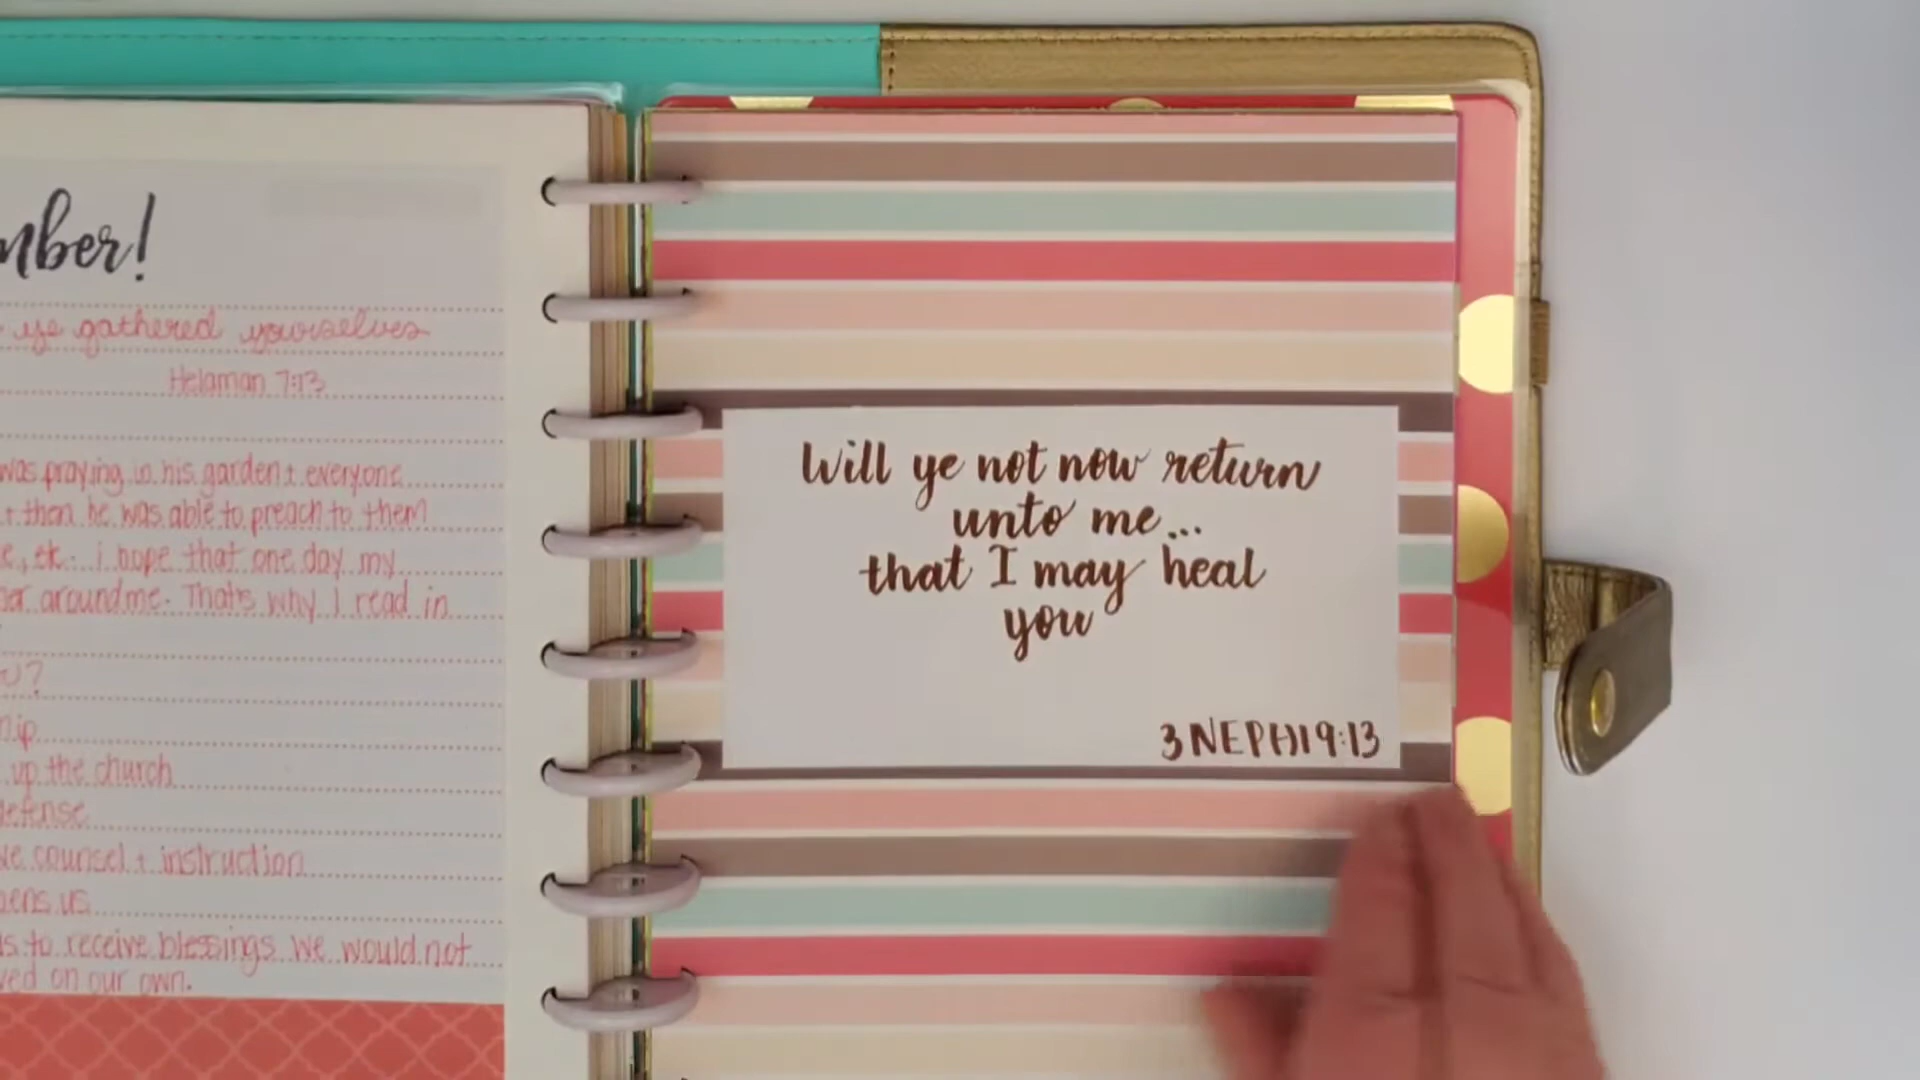 mber!
ye gathered yourselves
Helaman 7:13
was praying in his garden + everyone
+ then he was able to preach to them
etc. i hope that one day my
around me. That's why I read in
up the church
defense
counsel + instruction
us
to receive blessings we would not
on our own.
Will ye not now return
unto me...
that I may heal
you
3 NEPHI 9:13